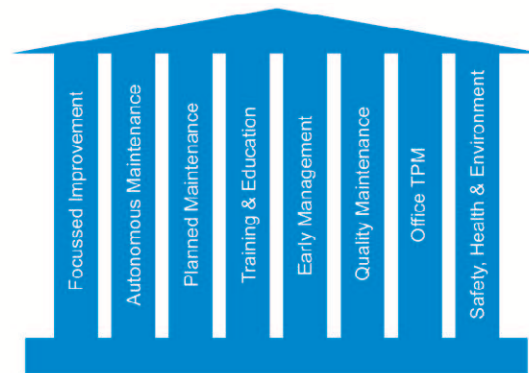 Focussed Improvement
Autonomous Maintenance
Planned Maintenance
Training & Education
Early Management
Quality Maintenance
Office TPM
Safety, Health & Environment